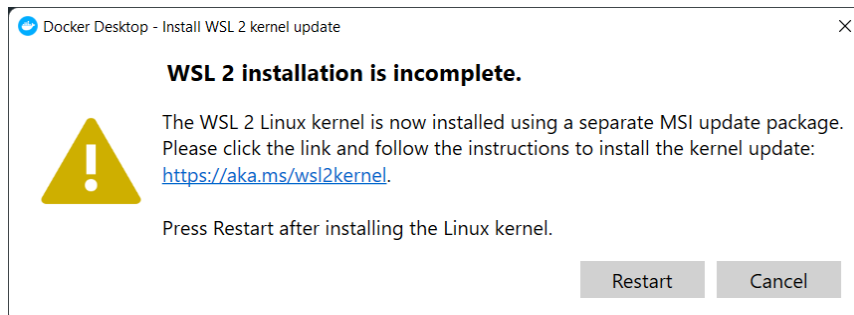 Docker Desktop - Install WSL 2 kernel update
WSL 2 installation is incomplete.
The WSL 2 Linux kernel is now installed using a separate MSI update package.
Please click the link and follow the instructions to install the kernel update:
https://aka.ms/wsl2kernel.
Press Restart after installing the Linux kernel.
Restart Cancel